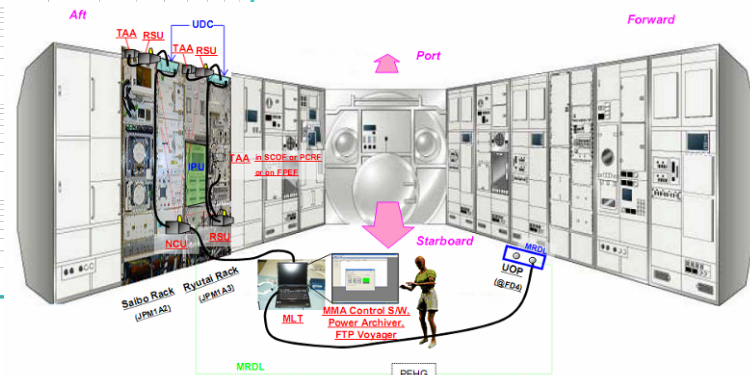 Aft
Forward
UDC
TAA
RSU
TAA
RSU
Port
IPU
TAA in SCOF or PCRF
or on FPEF
NCU
RSU
Starboard
MRDL
UOP
(@FD4)
Saibo Rack
(JPM1A2)
Ryutai Rack
(JPM1A3)
MLT
MMA Control S/W,
Power Archiver,
FTP Voyager
MRDL
PEHG